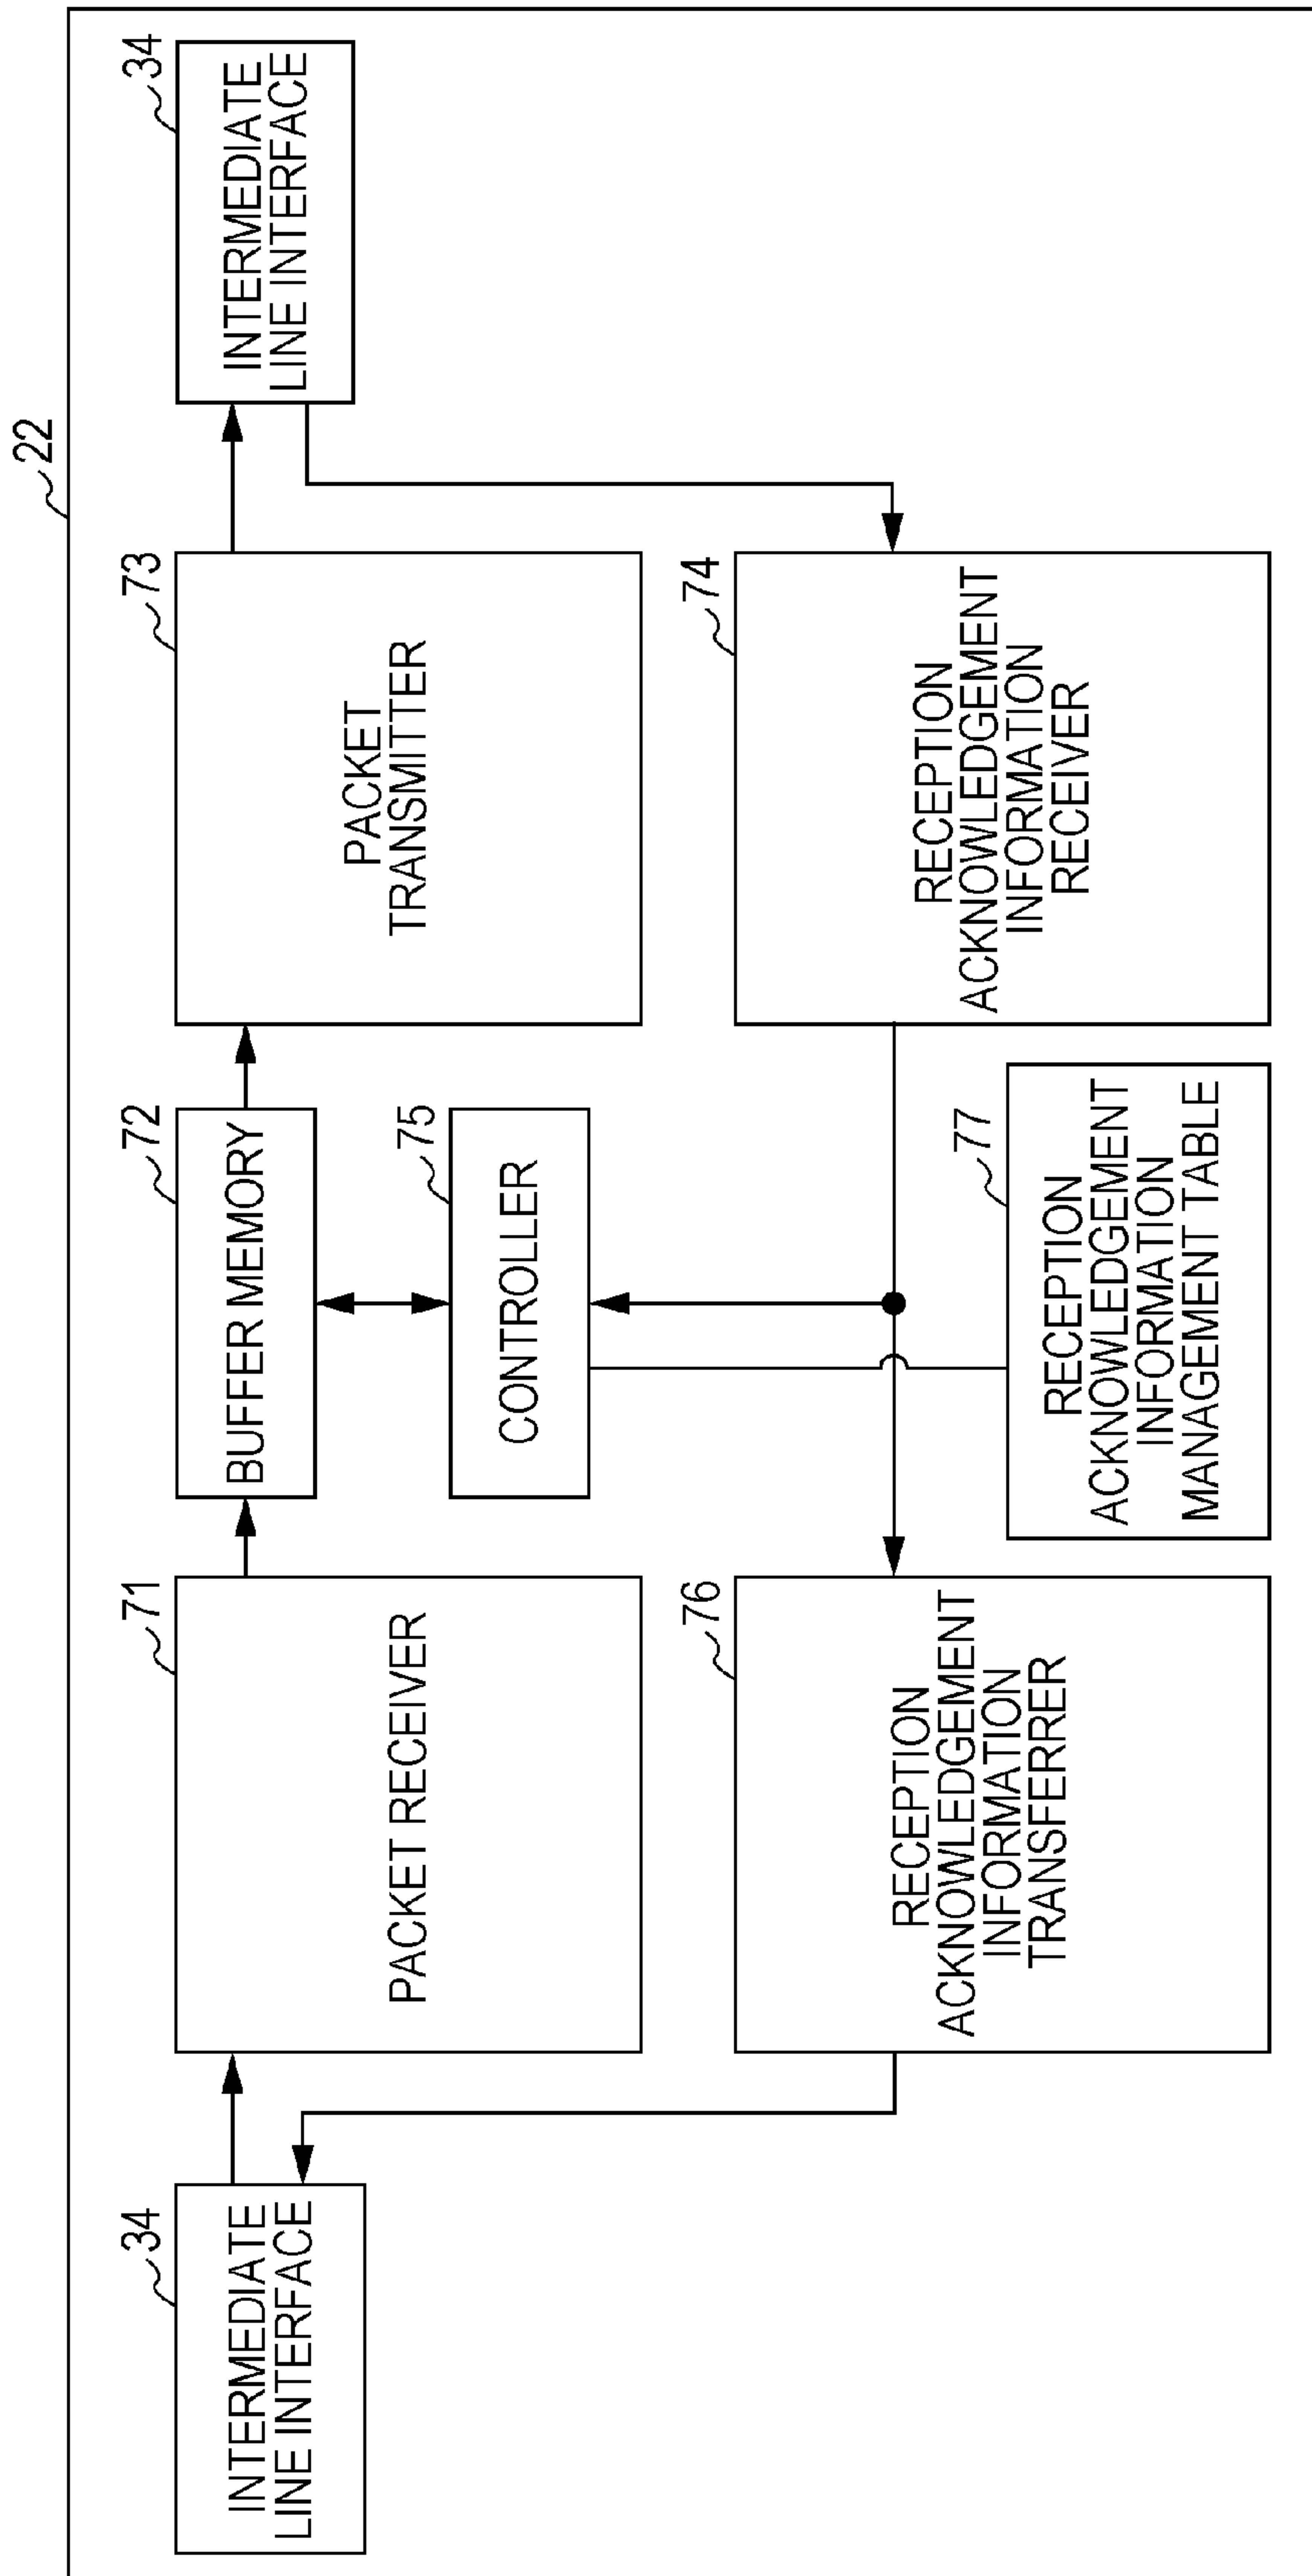 22
34
INTERMEDIATE
LINE INTERFACE
71
PACKET RECEIVER
72
BUFFER MEMORY
73
PACKET
TRANSMITTER
34
INTERMEDIATE
LINE INTERFACE
75
CONTROLLER
76
RECEPTION
ACKNOWLEDGEMENT
INFORMATION
TRANSFERRER
77
RECEPTION
ACKNOWLEDGEMENT
INFORMATION
MANAGEMENT TABLE
74
RECEPTION
ACKNOWLEDGEMENT
INFORMATION
RECEIVER